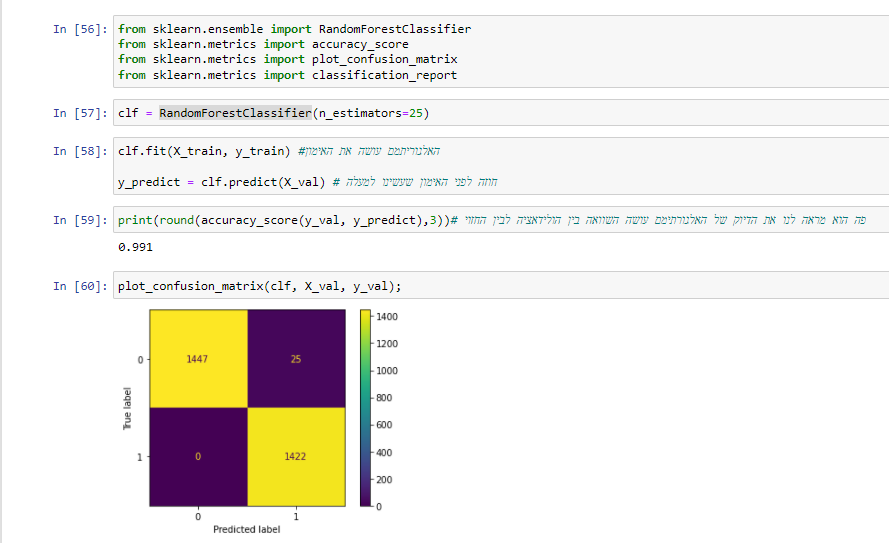 In [56]: from sklearn.ensemble import RandomForestClassifier
from sklearn.metrics import accuracy_score
from sklearn.metrics import plot_confusion_matrix
from sklearn.metrics import classification_report
In [57]: clf = RandomForestClassifier(n_estimators=25)
In [58]: clf.fit(X_train, y_train) #האלגוריתמם עושה את האימון
y_predict = clf.predict(X_val) # חוזה לפני האימון שעשינו למעלה
In [59]: print(round(accuracy_score(y_val, y_predict),3))# פה הוא מראה לנו את הדיוק של האלגורתימם עושה השוואה בין הולידאציה לבין החזוי
0.991
In [60]: plot_confusion_matrix(clf, X_val, y_val);
1400
1200
1000
800
600
400
200
0
True label
0
1447
25
1
0
1422
0
1
Predicted label